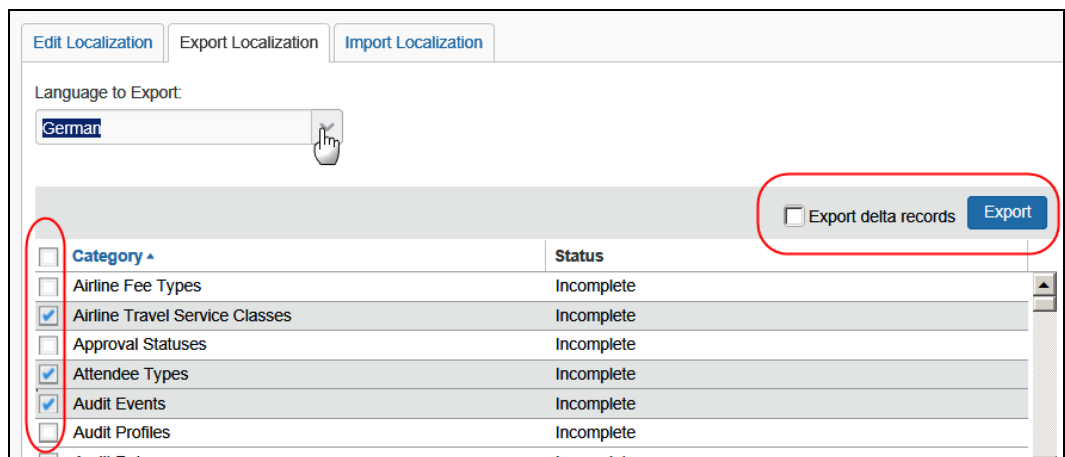 Edit Localization Export Localization Import Localization
Language to Export:
German
Export delta records Export
Category Status
Airline Fee Types Incomplete
Airline Travel Service Classes Incomplete
Approval Statuses Incomplete
Attendee Types Incomplete
Audit Events Incomplete
Audit Profiles Incomplete